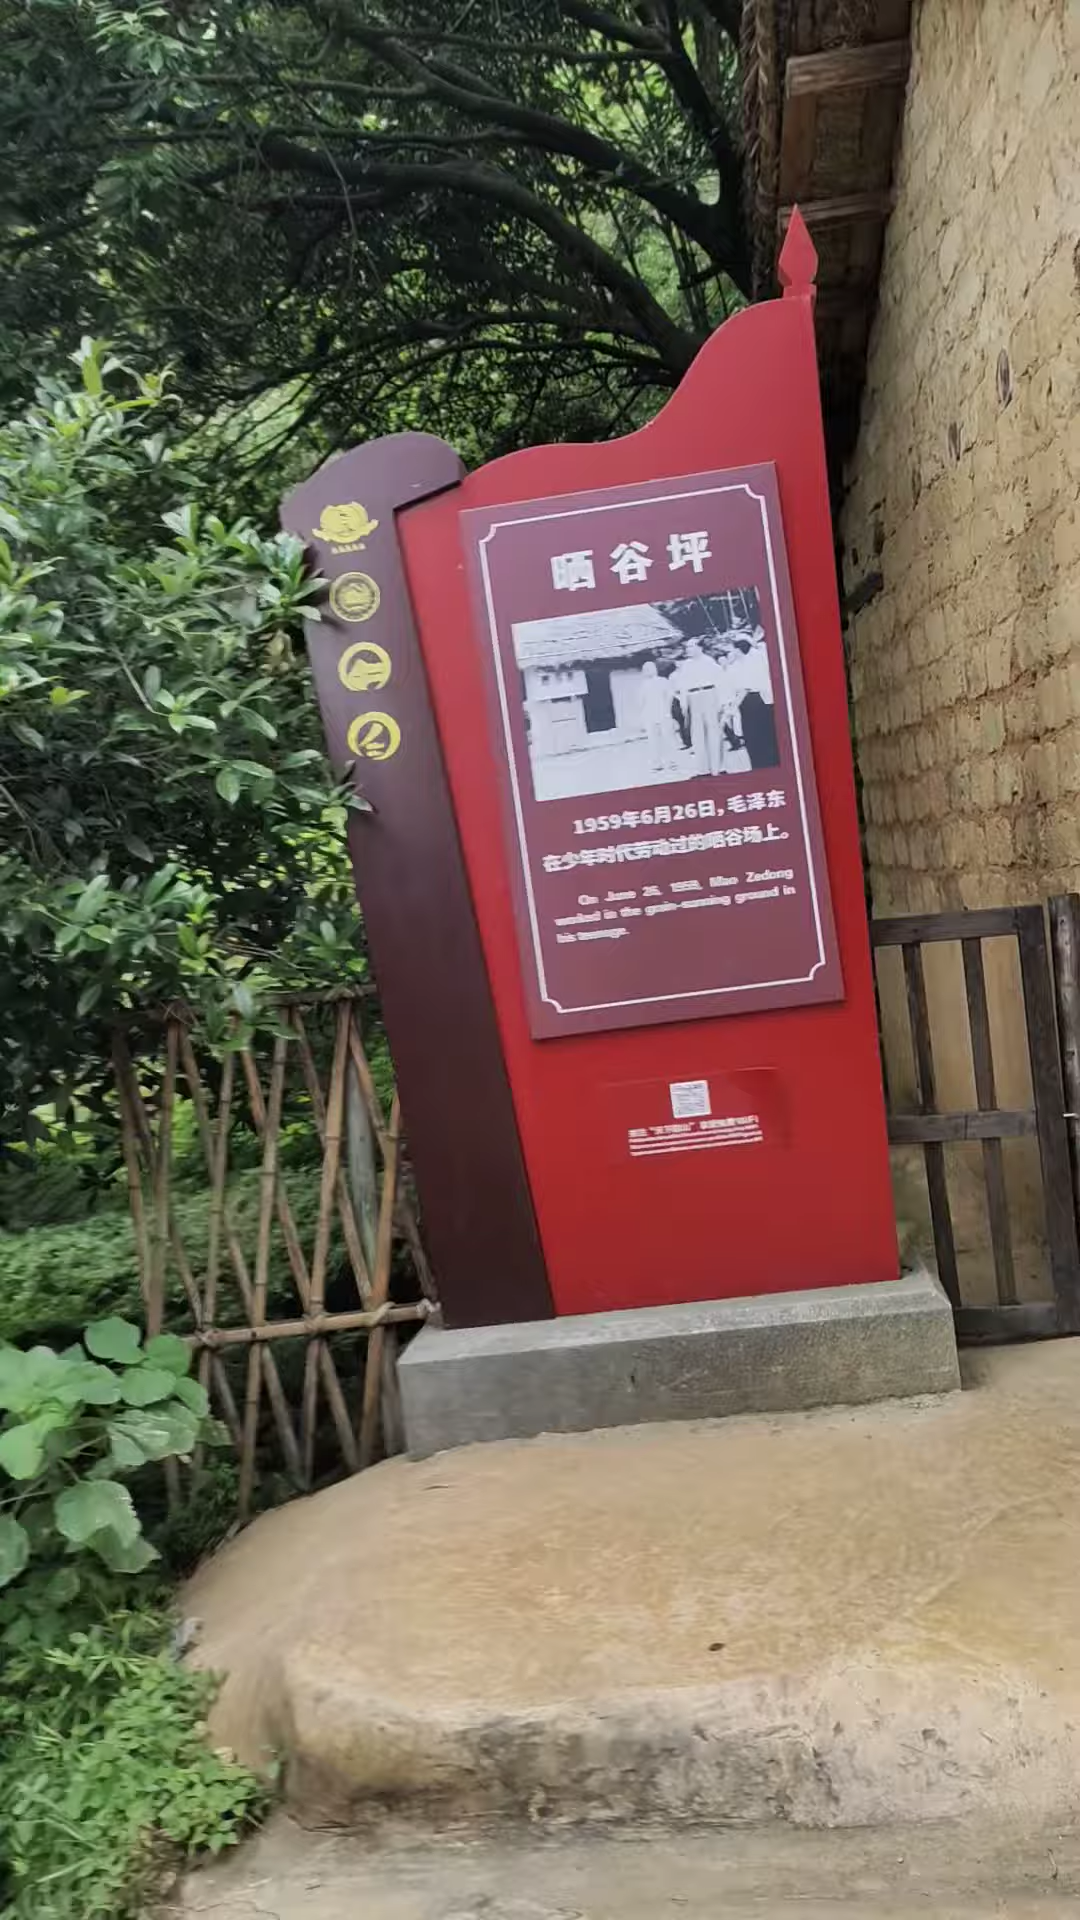 晒谷坪
1959年6月26日，毛泽东
在少年时代劳动过的晒谷场上。
On June 26, 1959, Mao Zedong
worked in the grain-sunning ground in
his teenage.